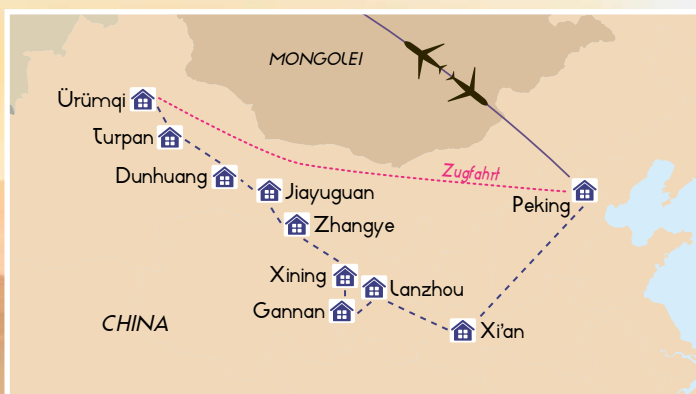 MONGOLEI
Ürümqi
Turpan
Zugfahrt
Dunhuang
Jiayuguan
Peking
Zhangye
Xining
Lanzhou
Gannan
CHINA
Xi'an